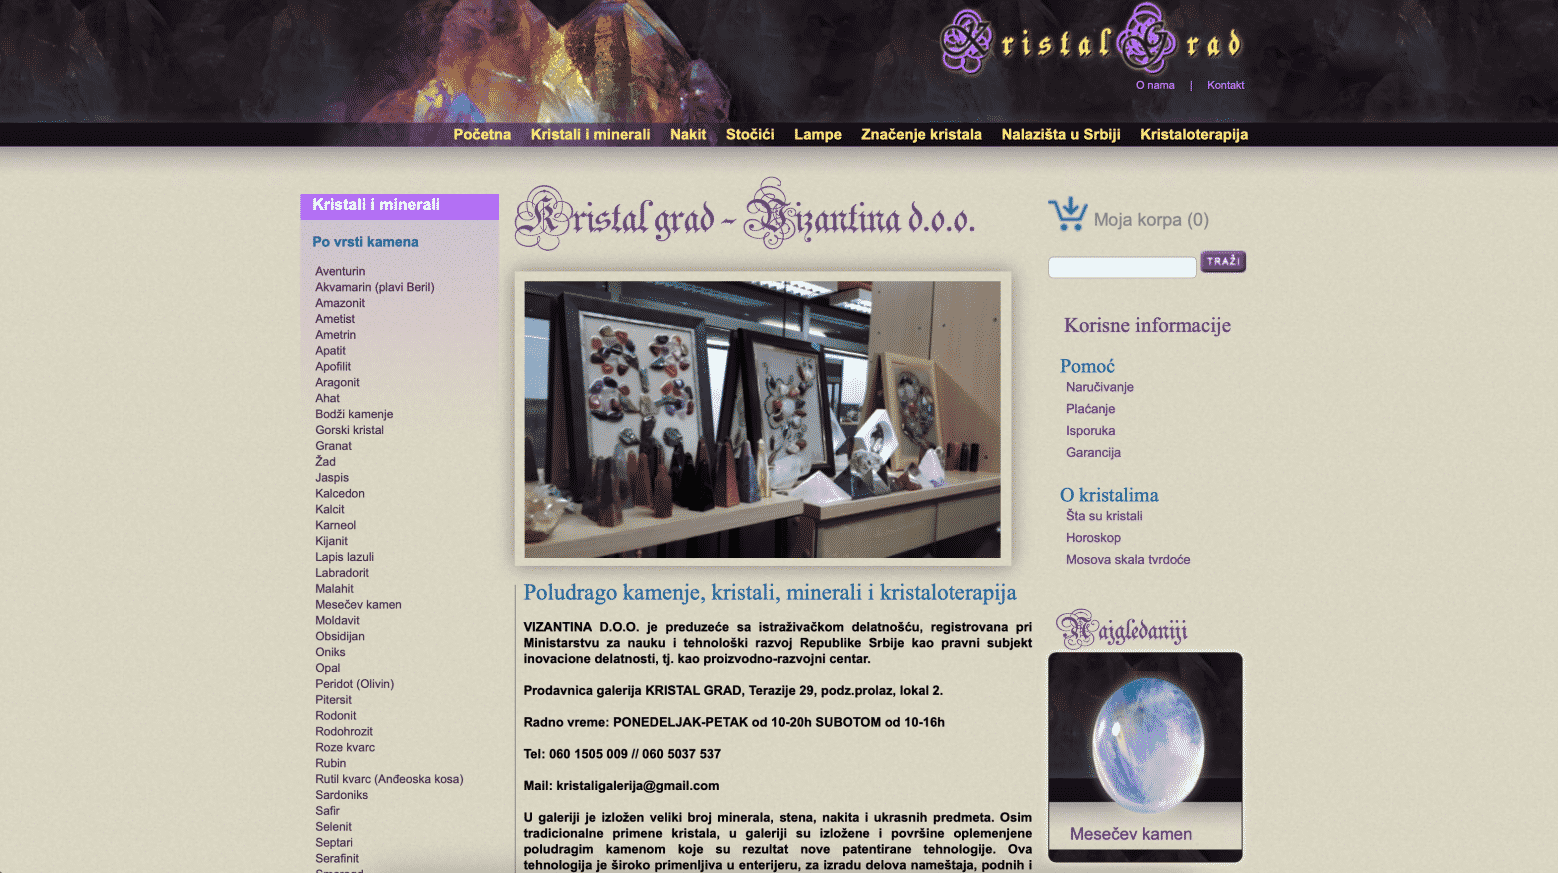 Kristal Grad
O nama | Kontakt
Početna Kristali i minerali Nakit Stočići Lampe Značenje kristala Nalazišta u Srbiji Kristaloterapija
Kristali i minerali
Po vrsti kamena
Aventurin
Akvamarin (plavi Beril)
Amazonit
Ametist
Ametrin
Apatit
Apofilit
Aragonit
Ahat
Bodži kamenje
Gorski kristal
Granat
Žad
Jaspis
Kalcedon
Kalcit
Karneol
Kijanit
Lapis lazuli
Labradorit
Malahit
Mesečev kamen
Moldavit
Obsidijan
Oniks
Opal
Peridot (Olivin)
Pitersit
Rodonit
Rodohrozit
Roze kvarc
Rubin
Rutil kvarc (Anđeoska kosa)
Sardoniks
Safir
Selenit
Septari
Serafinit
Kristal grad - Vizantina d.o.o.
Poludrago kamenje, kristali, minerali i kristaloterapija
VIZANTINA D.O.O. je preduzeće sa istraživačkom delatnošću, registrovana pri
Ministarstvu za nauku i tehnološki razvoj Republike Srbije kao pravni subjekt
inovacione delatnosti, tj. kao proizvodno-razvojni centar.
Prodavnica galerija KRISTAL GRAD, Terazije 29, podz.prolaz, lokal 2.
Radno vreme: PONEDELJAK-PETAK od 10-20h SUBOTOM od 10-16h
Tel: 060 1505 009 // 060 5037 537
Mail: kristaligalerija@gmail.com
U galeriji je izložen veliki broj minerala, stena, nakita i ukrasnih predmeta. Osim
tradicionalne primene kristala, u galeriji su izložene i površine oplemenjene
poludragim kamenom koje su rezultat nove patentirane tehnologije. Ova
tehnologija je široko primenljiva u enterijeru, za izradu delova nameštaja, podnih i
Moja korpa (0)
TRAŽI
Korisne informacije
Pomoć
Naručivanje
Plaćanje
Isporuka
Garancija
O kristalima
Šta su kristali
Horoskop
Mosova skala tvrdoće
Najgledaniji
Mesečev kamen